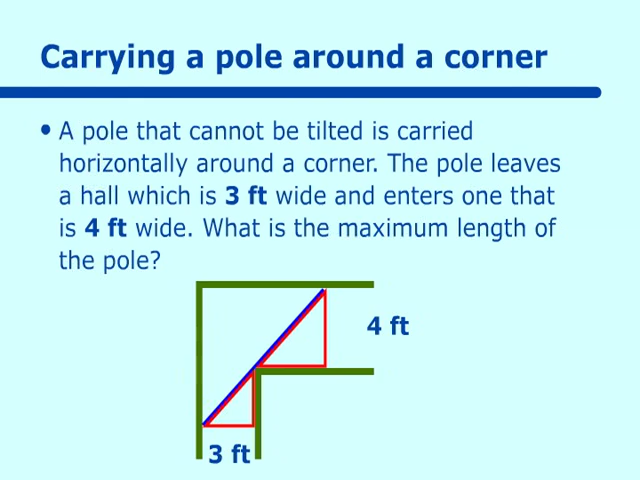 Carrying a pole around a corner
• A pole that cannot be tilted is carried
horizontally around a corner. The pole leaves
a hall which is 3 ft wide and enters one that
is 4 ft wide. What is the maximum length of
the pole?
4 ft
3 ft